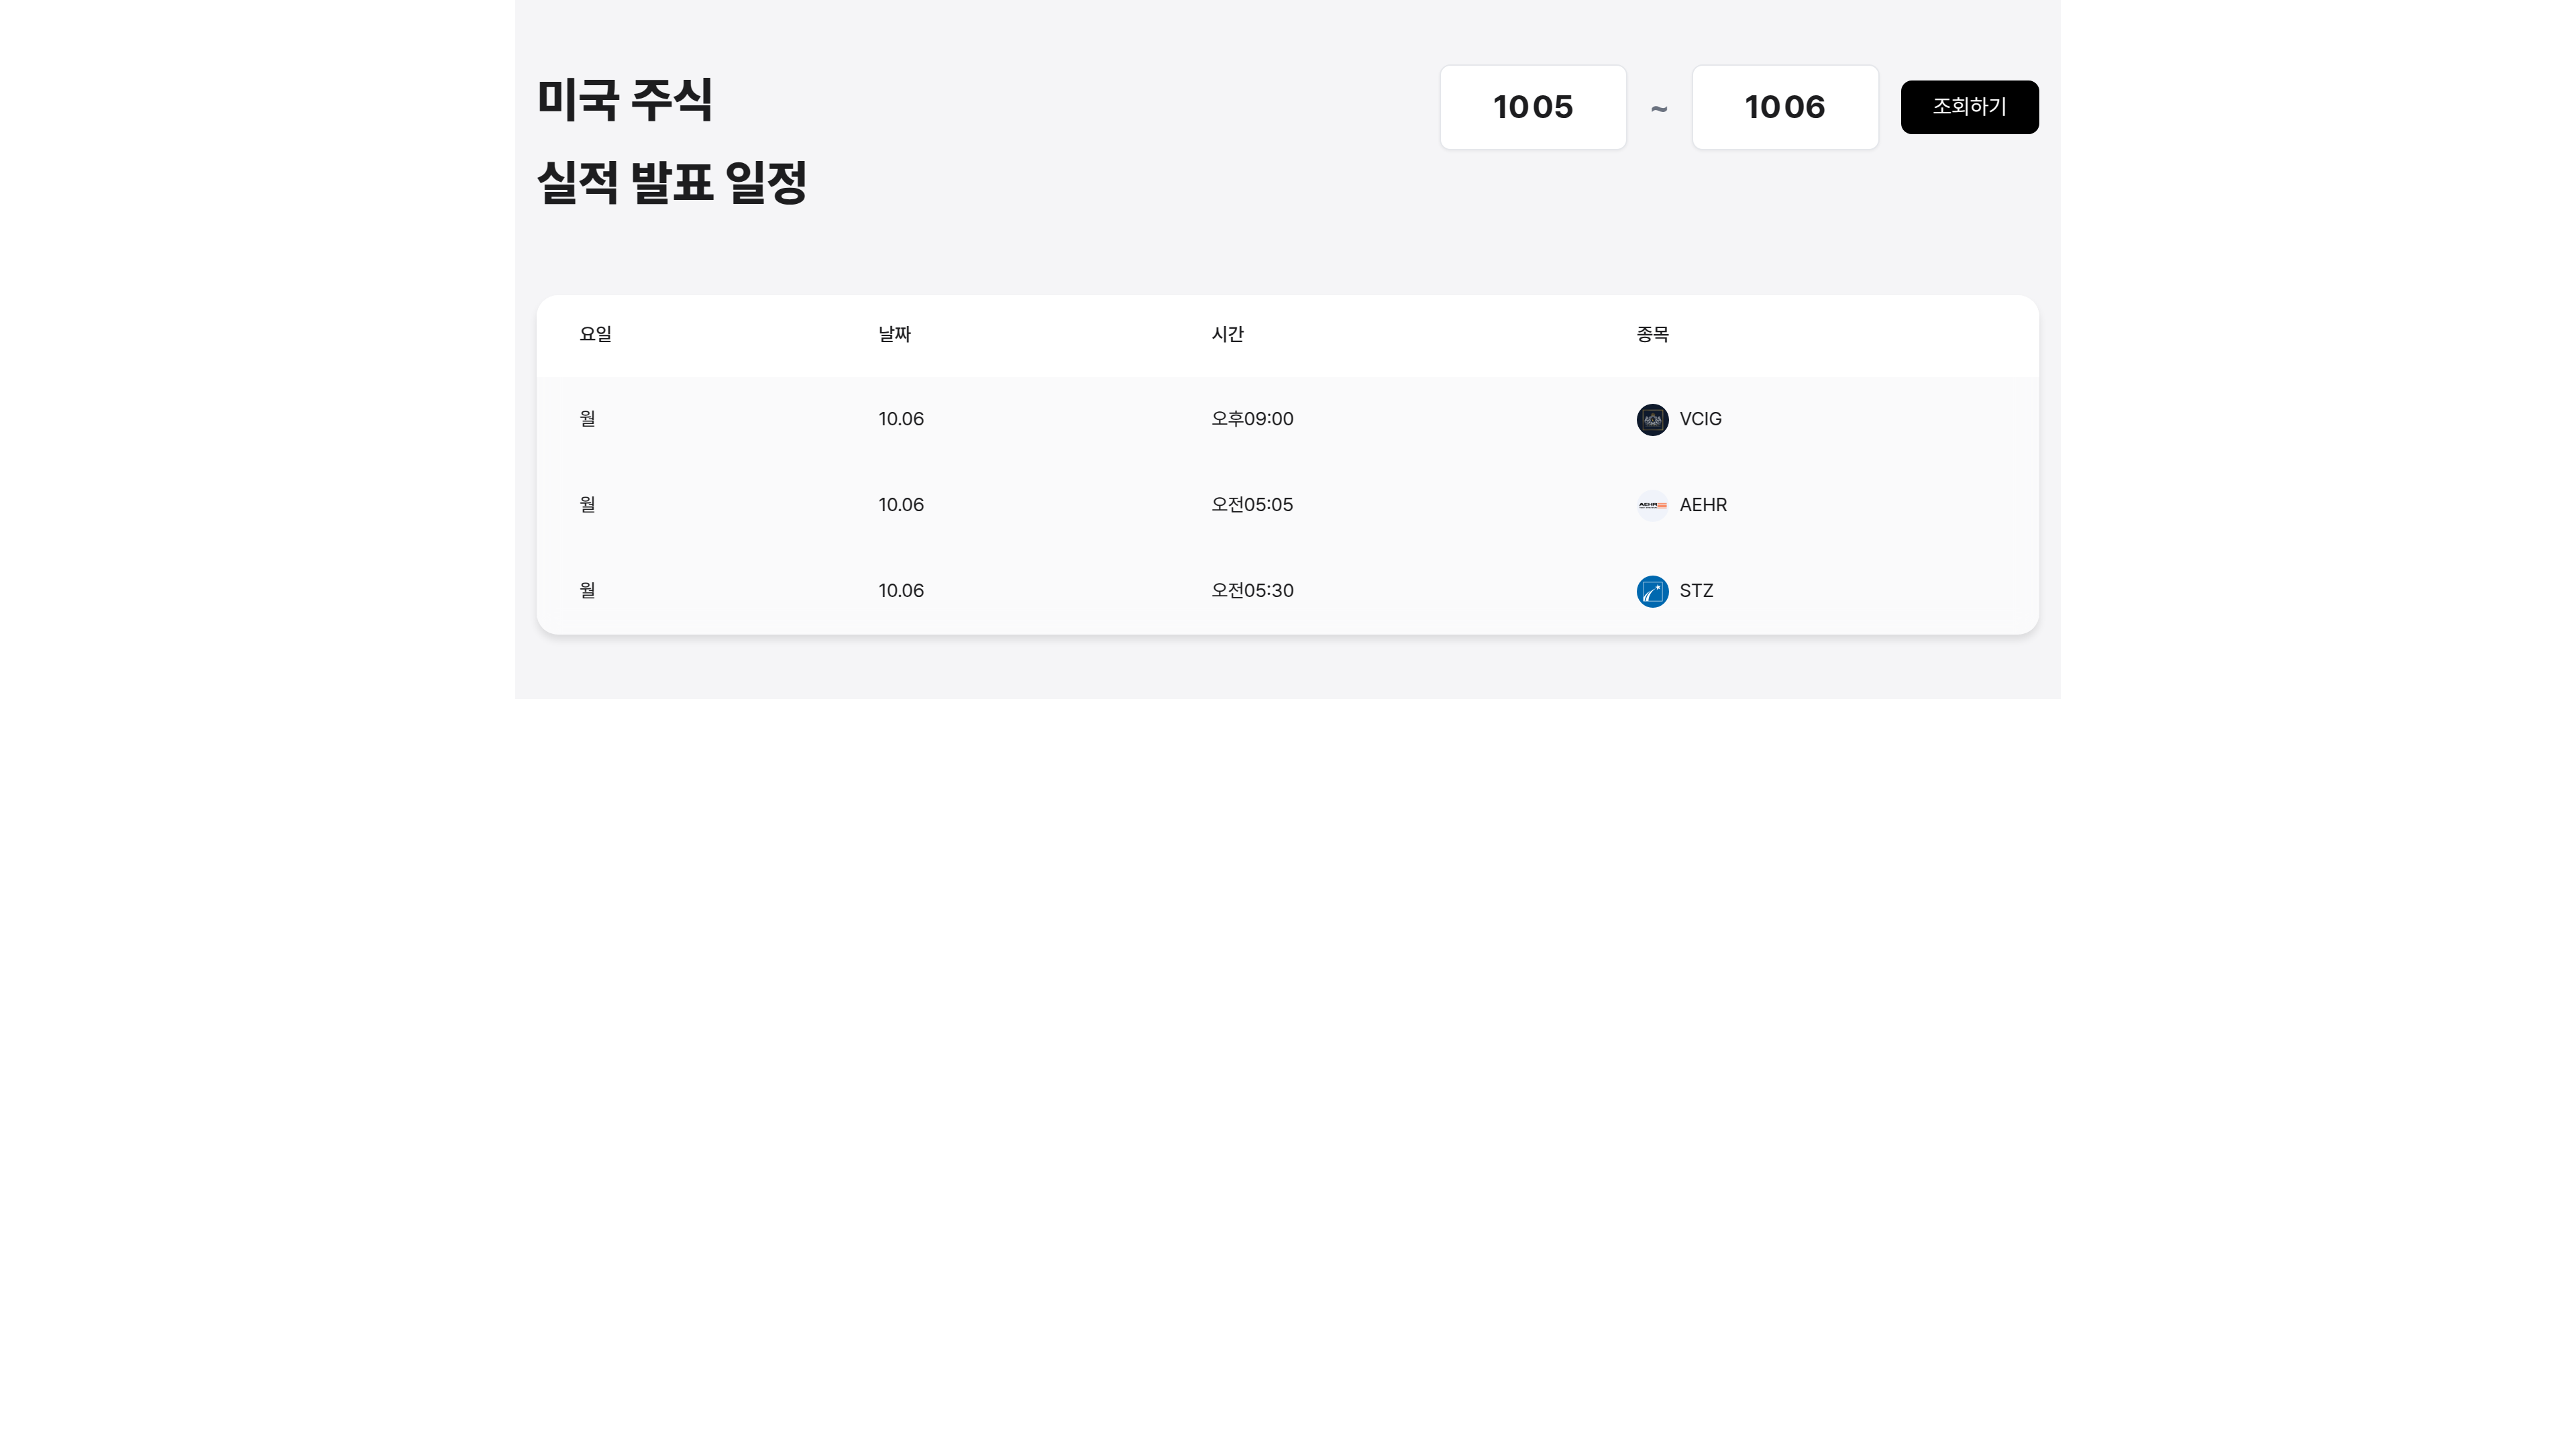 미국 주식
실적 발표 일정
1005 ~ 1006 조회하기
요일 날짜 시간 종목
월 10.06 오후09:00 VCIG
월 10.06 오전05:05 AEHR AEHR
월 10.06 오전05:30 STZ